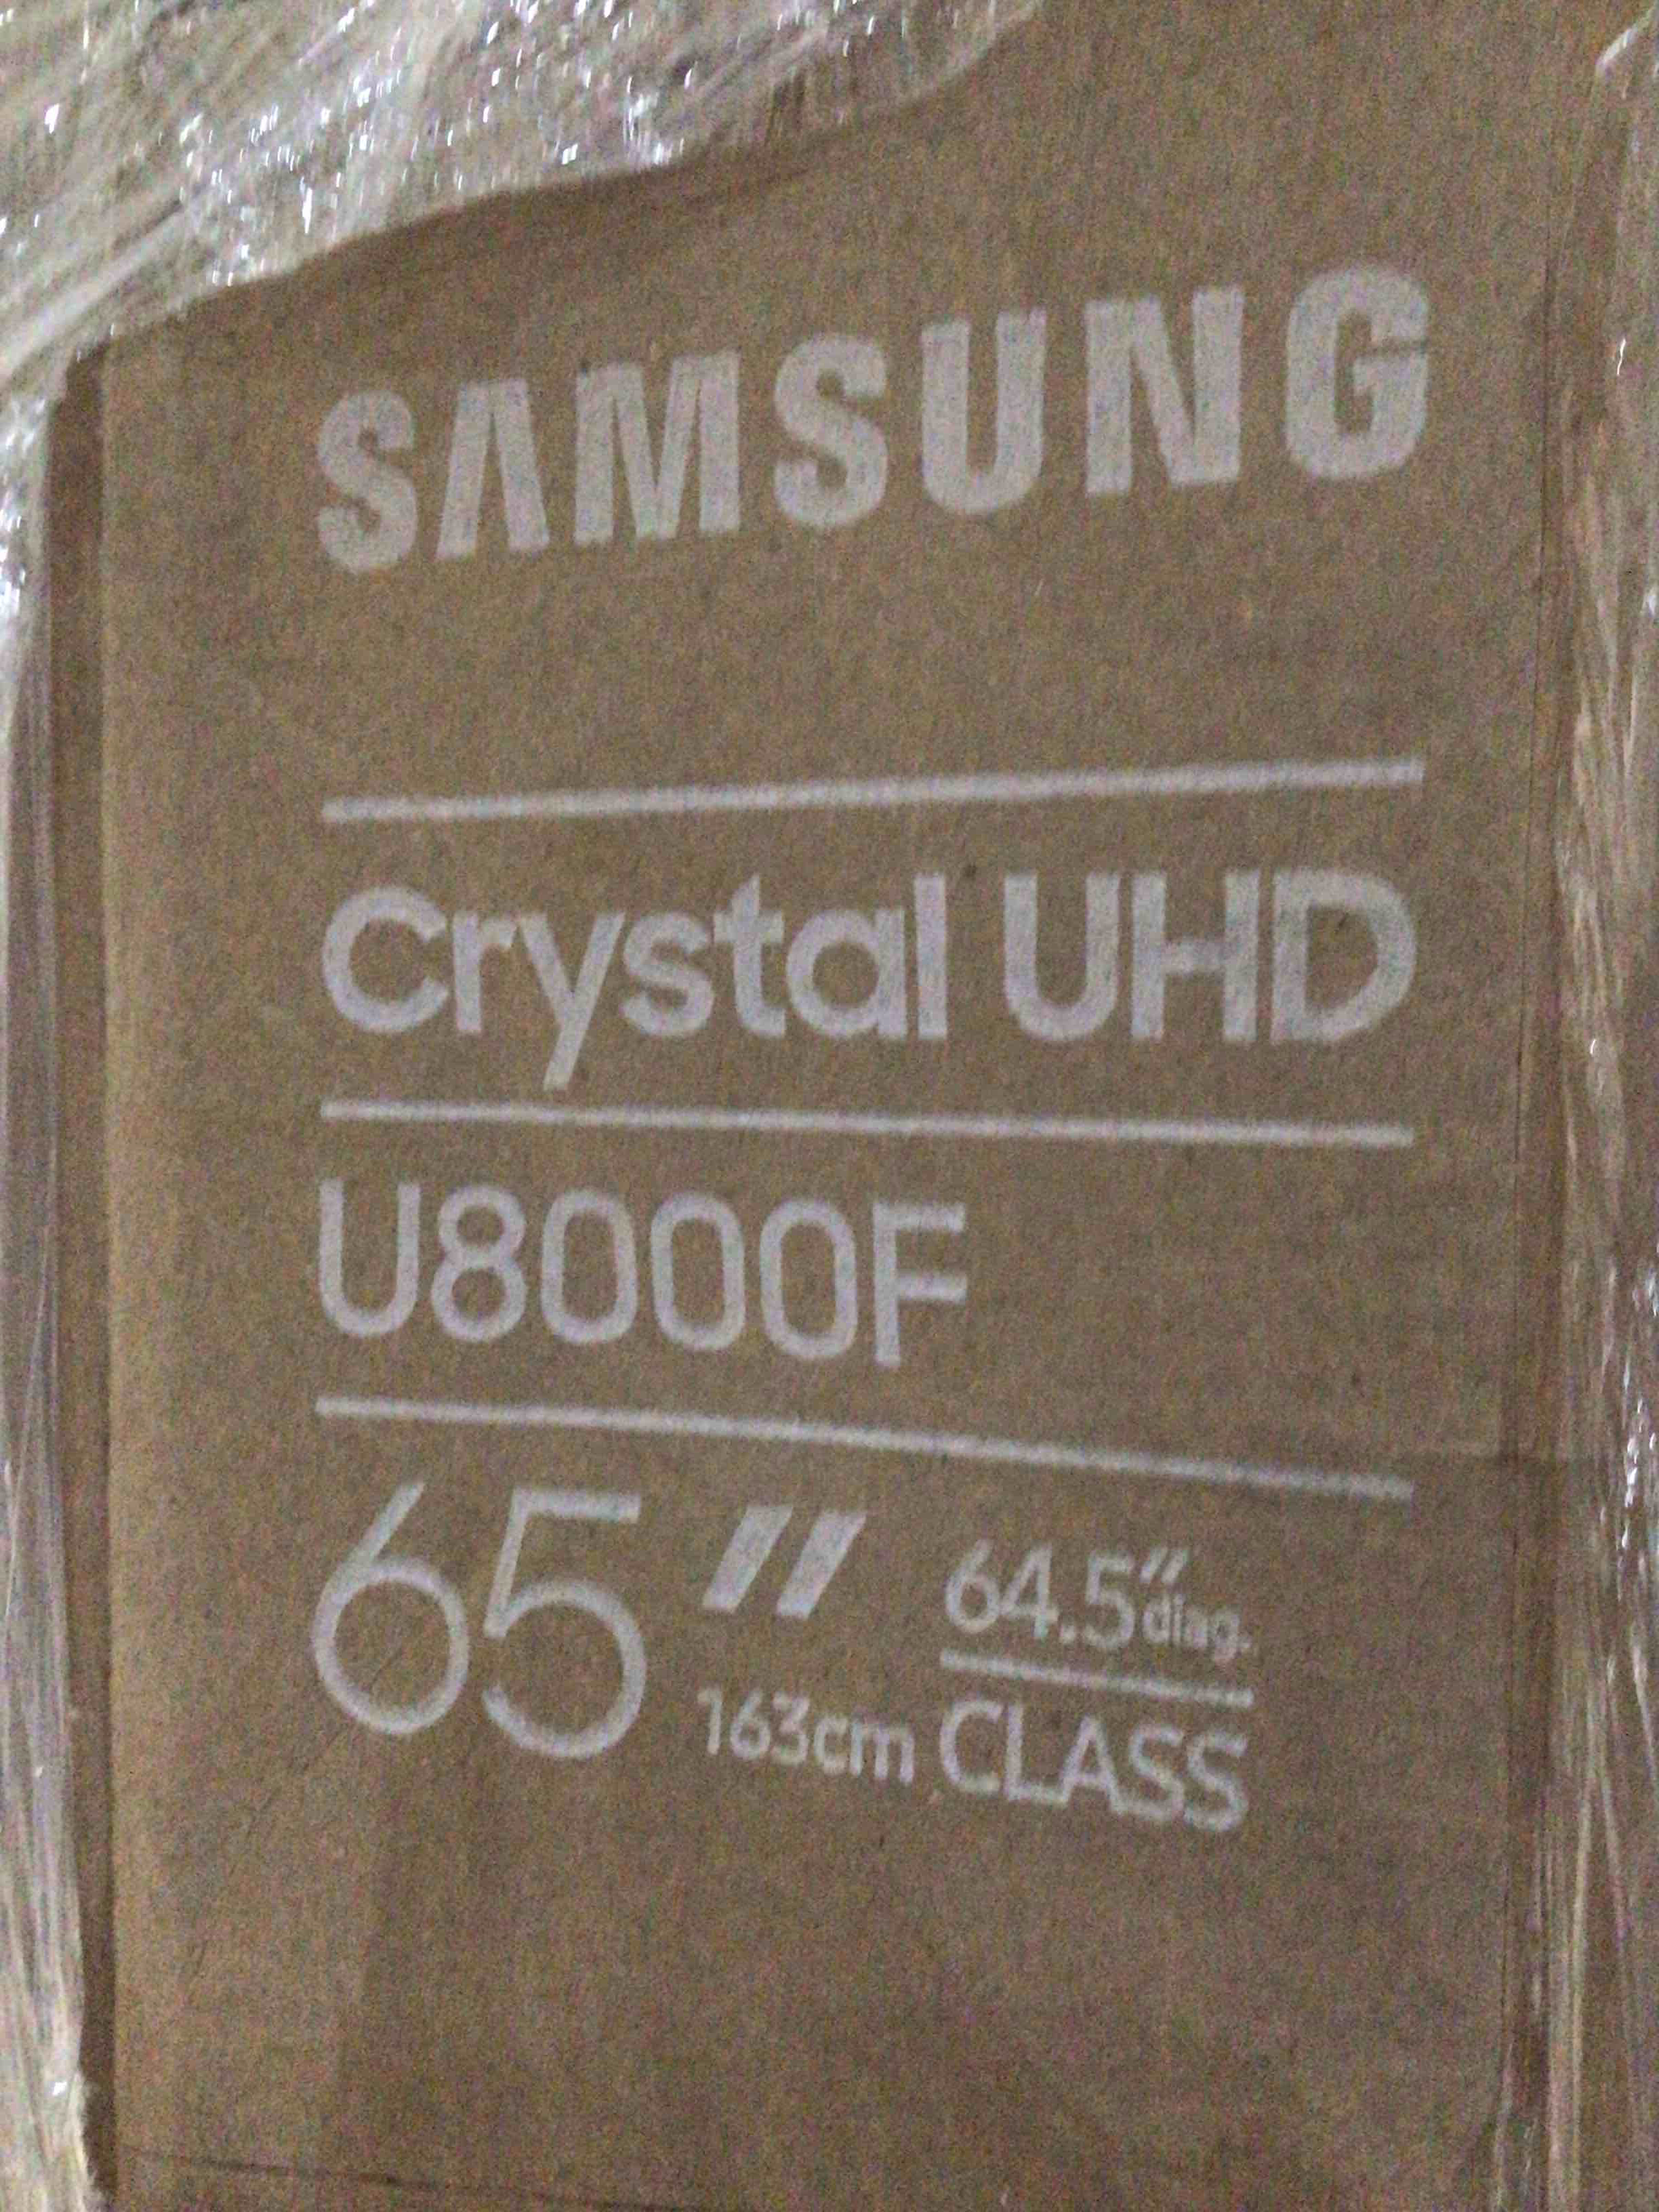 SAMSUNG
Crystal UHD
U8000F
65" 64.5" diag.
163cm CLASS